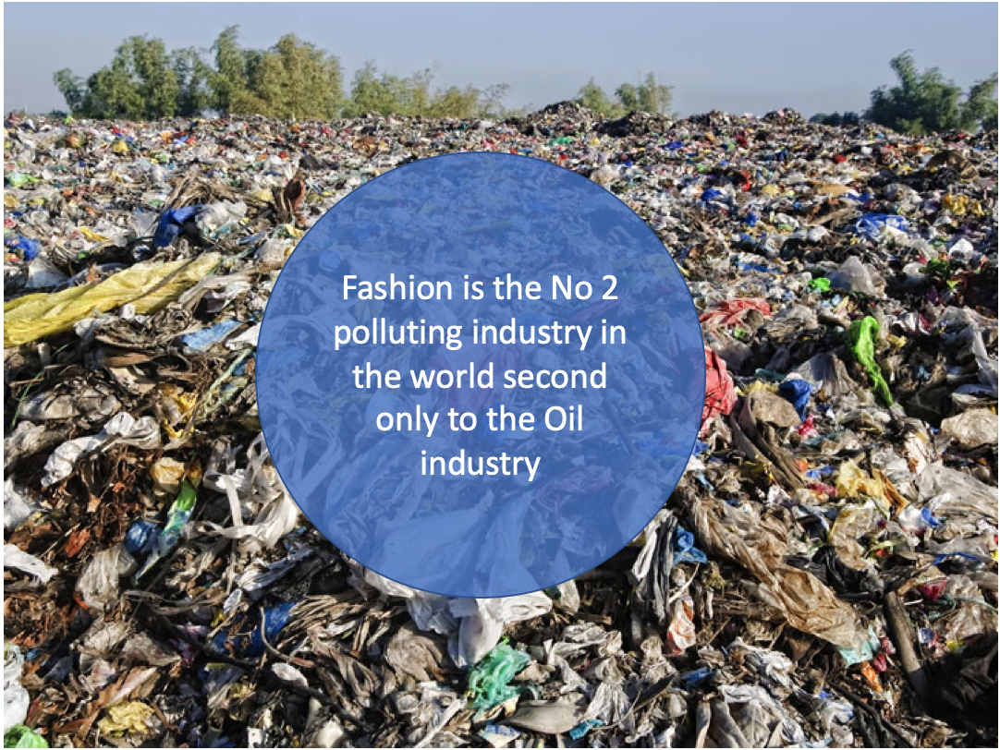 Fashion is the No 2
polluting industry in
the world second
only to the Oil
industry